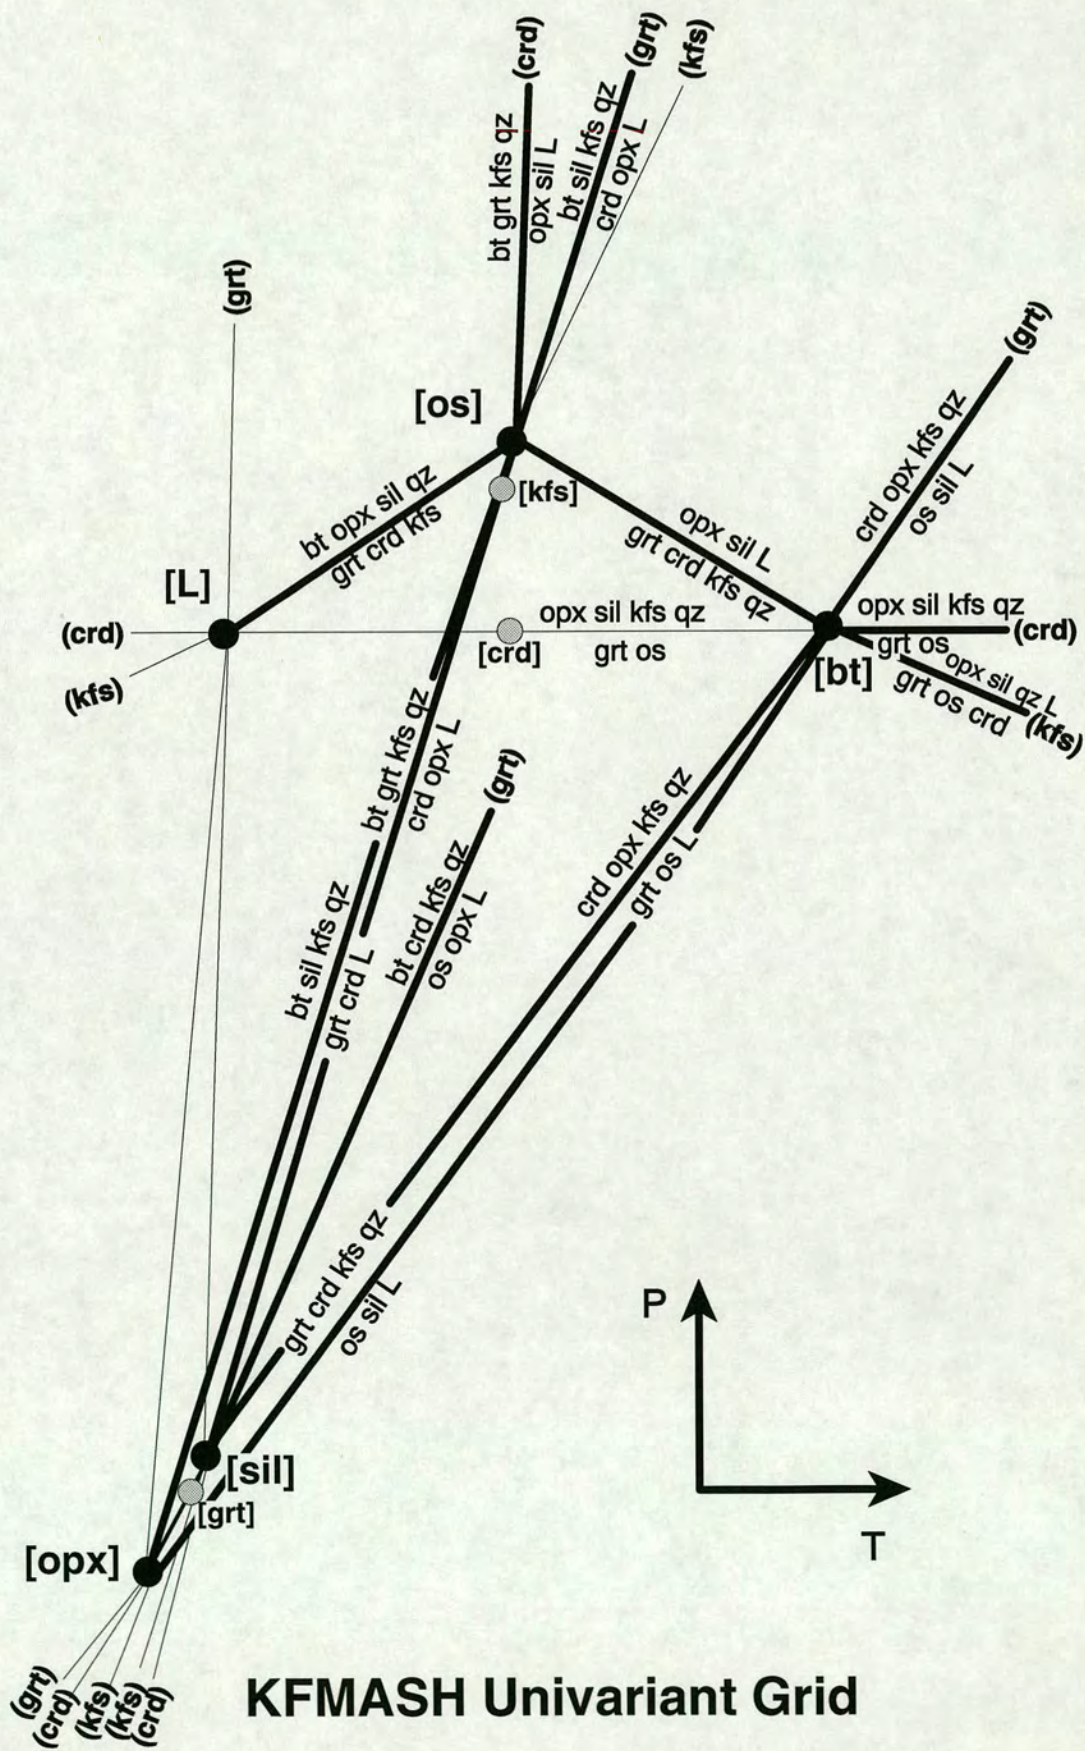 (crd)
(grt)
(kfs)
bt grt kfs qz
opx sil L
bt sil kfs qz
crd opx L
(grt)
(grt)
[os]
[kfs]
bt opx sil qz
grt crd kfs
opx sil L
grt crd kfs qz
crd opx kfs qz
os sil L
[L]
(crd)
(kfs)
[crd]
opx sil kfs qz
grt os
opx sil kfs qz
grt os
(crd)
[bt]
opx sil qz L
grt os crd
(kfs)
bt grt kfs qz
crd opx L
(grt)
bt crd kfs qz
os opx L
bt sil kfs qz
grt crd L
crd opx kfs qz
grt os L
grt crd kfs qz
os sil L
P
T
[sil]
[grt]
[opx]
(grt)
(crd)
(kfs)
(kfs)
(crd)
KFMASH Univariant Grid